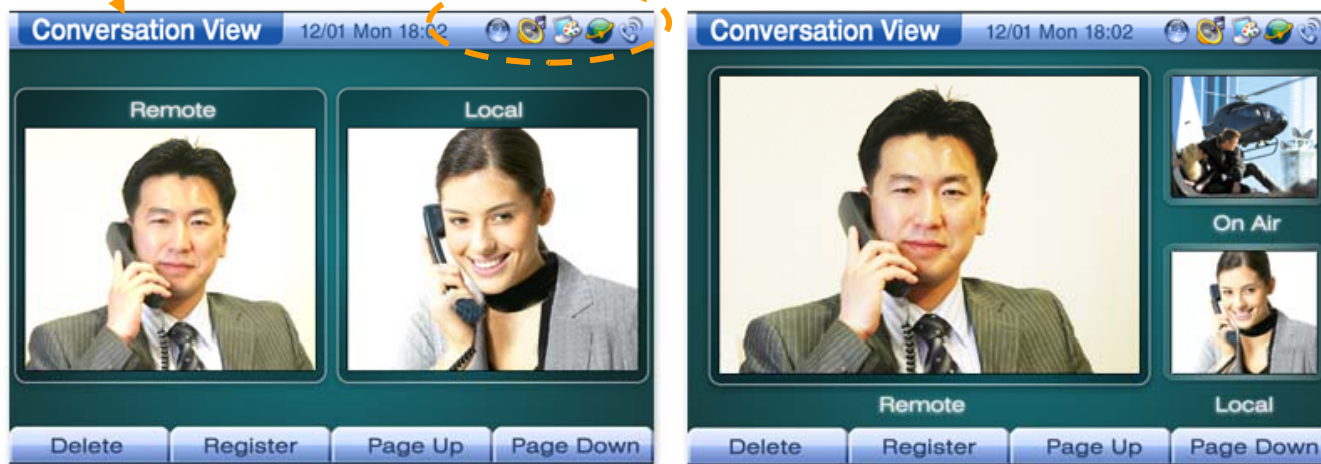 Conversation View 12/01 Mon 18:02
Remote
Local
Delete Register Page Up Page Down
Conversation View 12/01 Mon 18:02
On Air
Remote
Local
Delete Register Page Up Page Down